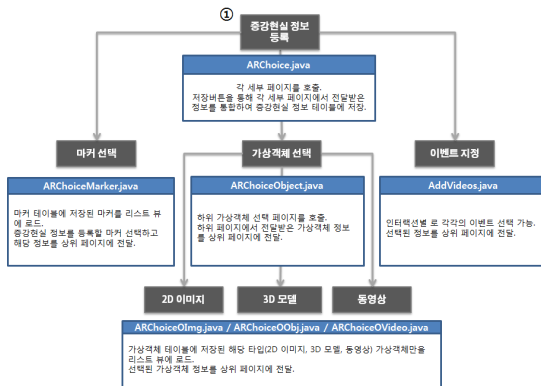 ①
증강현실 정보
등록
ARChoice.java
각 세부 페이지를 호출.
저장버튼을 통해 각 세부 페이지에서 전달받은
정보를 통합하여 증강현실 정보 테이블에 저장.
마커 선택
가상객체 선택
이벤트 지정
ARChoiceMarker.java
마커 테이블에 저장된 마커를 리스트 뷰
에 로드.
증강현실 정보를 등록할 마커 선택하고
해당 정보를 상위 페이지에 전달.
ARChoiceObject.java
하위 가상객체 선택 페이지를 호출.
하위 페이지에서 전달받은 가상객체 정보
를 상위 페이지에 전달.
AddVideos.java
인터랙션별 로 각각의 이벤트 선택 가능.
선택된 정보를 상위 페이지에 전달.
2D 이미지
3D 모델
동영상
ARChoiceOImg.java / ARChoiceOObj.java / ARChoiceOVideo.java
가상객체 테이블에 저장된 해당 타입(2D 이미지, 3D 모델, 동영상) 가상객체만을
리스트 뷰에 로드.
선택된 가상객체 정보를 상위 페이지에 전달.